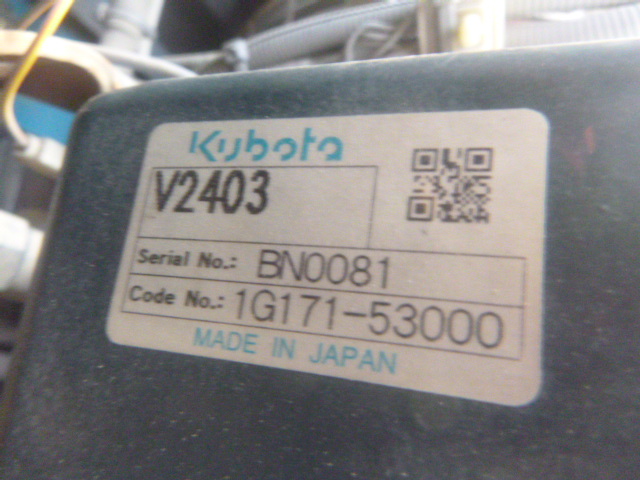 Kubota
V2403
Serial No.: BN0081
Code No.: 1G171-53000
MADE IN JAPAN